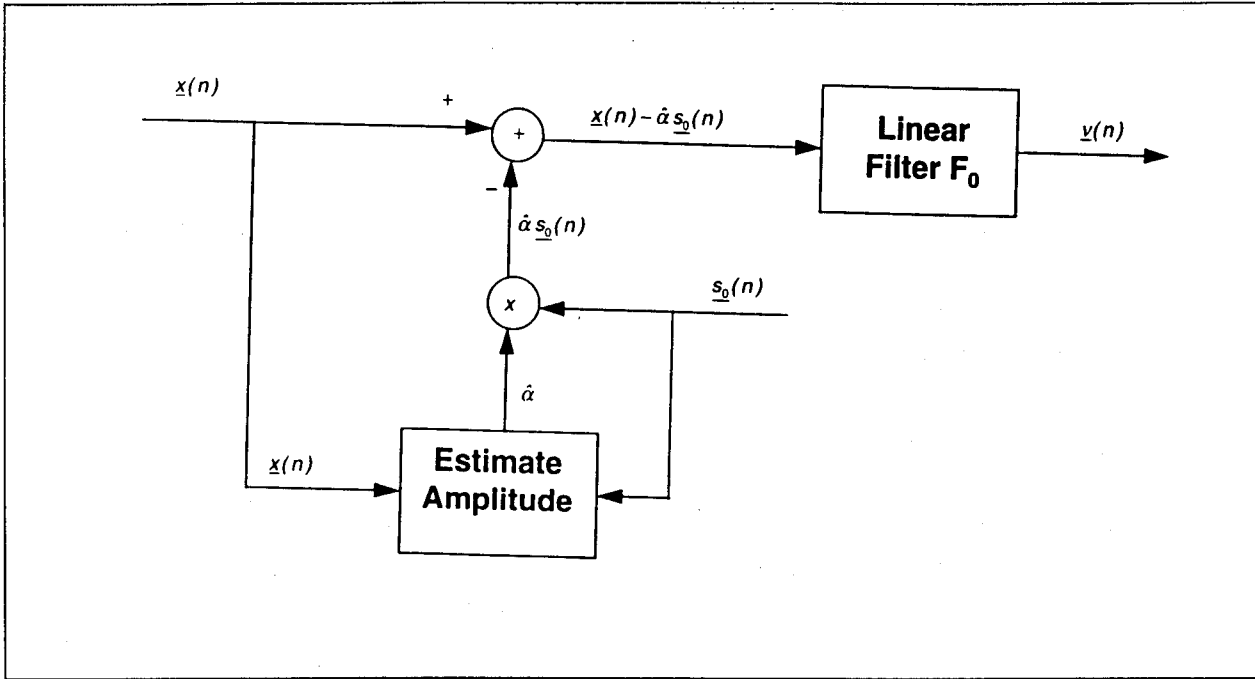 x(n)
+
+
x(n) – α̂ s₀(n)
Linear
Filter F₀
v(n)
–
α̂ s₀(n)
x
s₀(n)
α̂
x(n)
Estimate
Amplitude